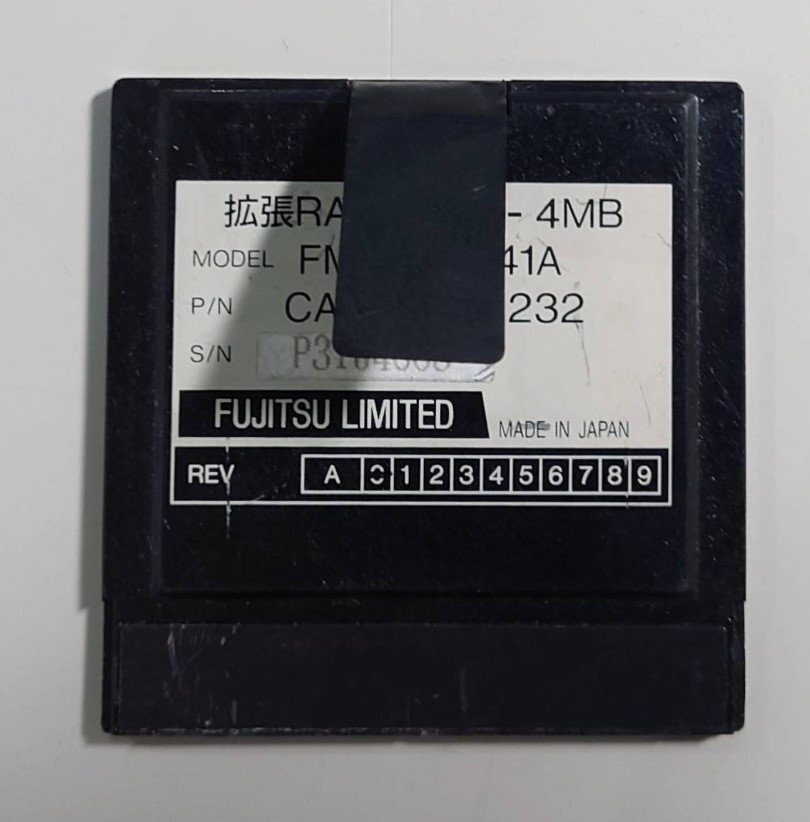 拡張RA - 4MB
MODEL FM 41A
P/N CA 232
S/N
FUJITSU LIMITED
MADE IN JAPAN
REV A 0 1 2 3 4 5 6 7 8 9